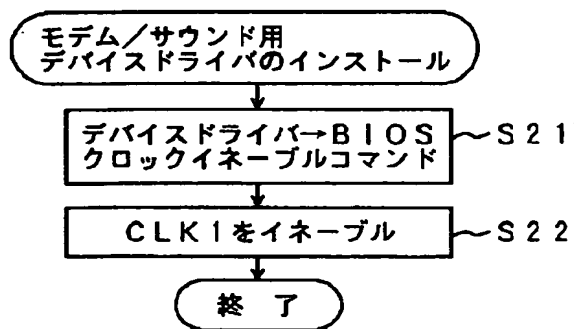 モデム／サウンド用
デバイスドライバのインストール
デバイスドライバ→BIOS
クロックイネーブルコマンド
S21
CLK1をイネーブル
S22
終了